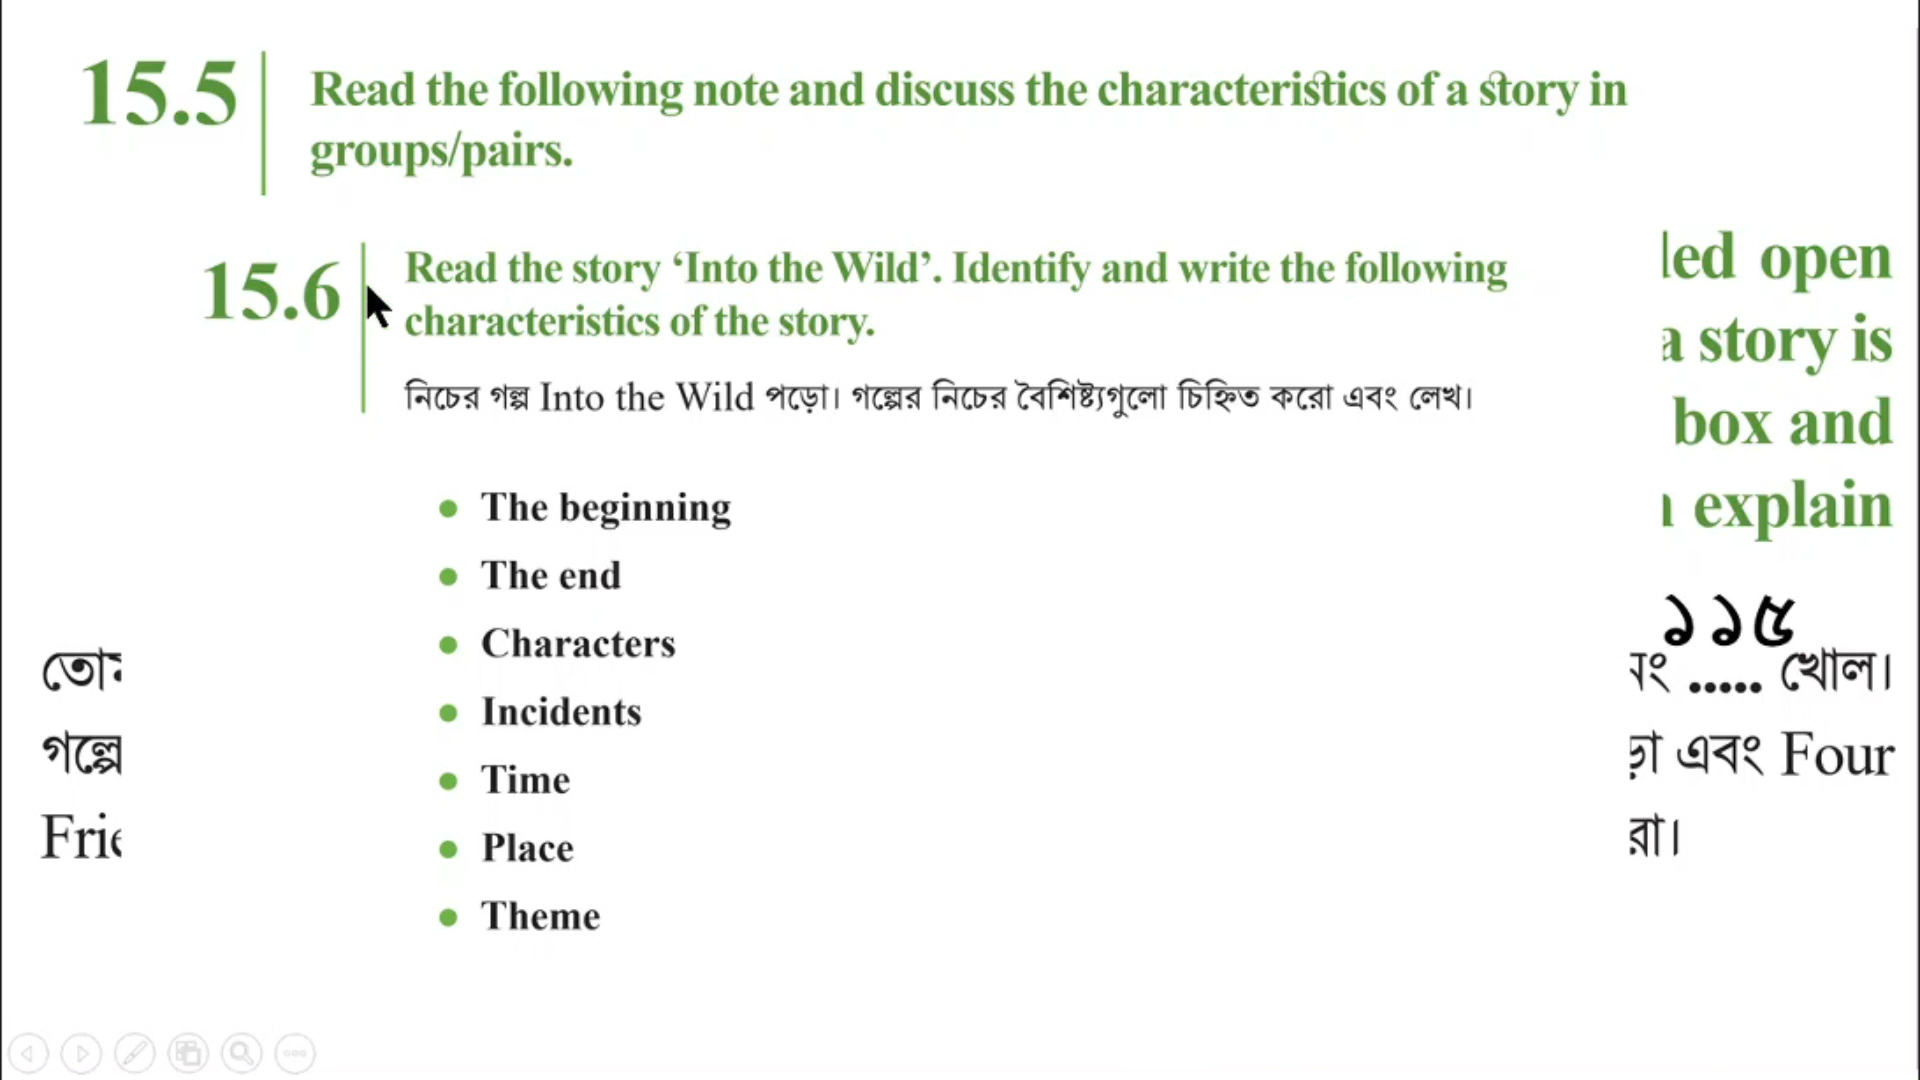 15.5
Read the following note and discuss the characteristics of a story in
groups/pairs.
15.6
Read the story ‘Into the Wild’. Identify and write the following
characteristics of the story.
নিচের গল্প Into the Wild পড়ো। গল্পের নিচের বৈশিষ্ট্যগুলো চিহ্নিত করো এবং লেখ।
The beginning
The end
Characters
Incidents
Time
Place
Theme
open
a story is
box and
explain
১১৫
..... খোল।
এবং Four